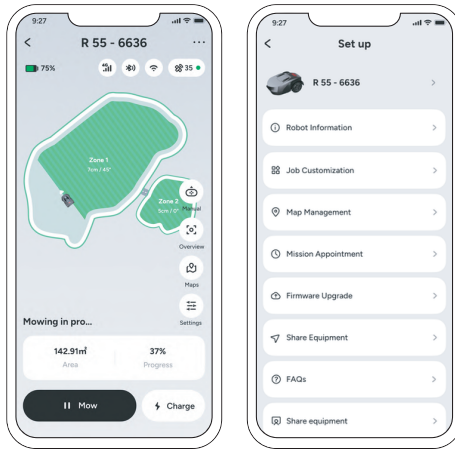 9:27
R 55 - 6636
75%
4G
35
Zone 1
7cm / 45°
Zone 2
5cm / 0°
Manual
Overview
Maps
Settings
Mowing in pro...
142.91㎡
Area
37%
Progress
Mow
Charge
9:27
Set up
R 55 - 6636
Robot Information
Job Customization
Map Management
Mission Appointment
Firmware Upgrade
Share Equipment
FAQs
Share equipment